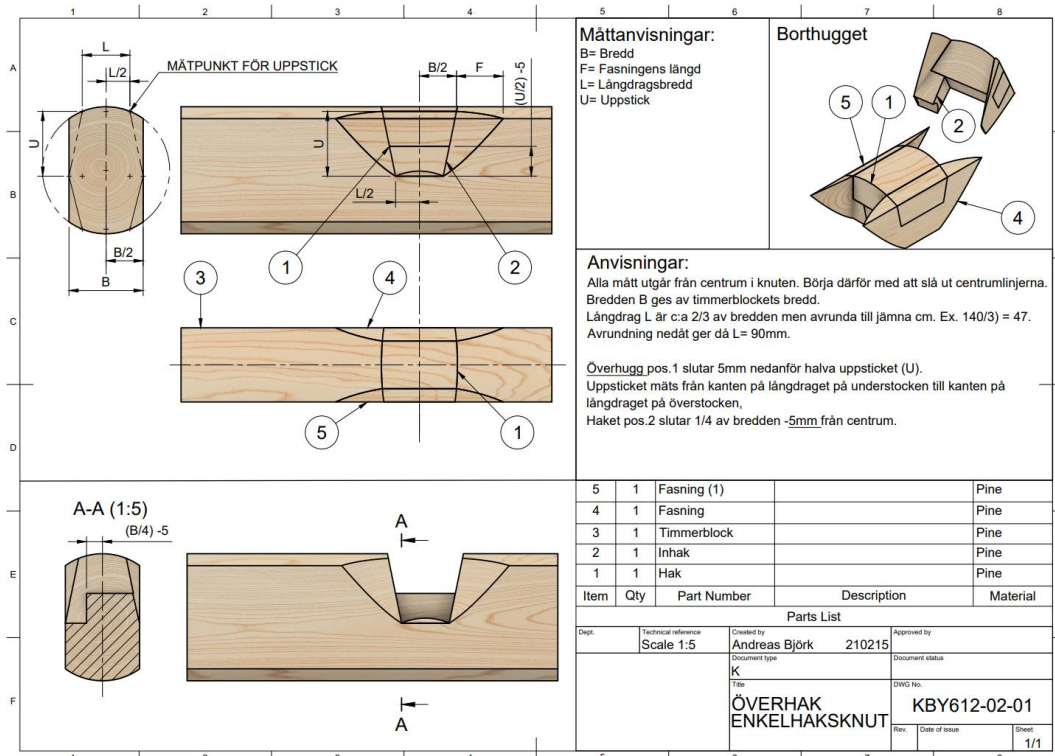 1 2 3 4 5 6 7 8
A
B
C
D
E
F
L
L/2
MÄTPUNKT FÖR UPPSTICK
U
B/2
B
B/2
F
(U/2) -5
U
L/2
1
2
3
4
5
1
Måttanvisningar:
B= Bredd
F= Fasningens längd
L= Långdragsbredd
U= Uppstick
Borthugget
5
1
2
4
Anvisningar:
Alla mått utgår från centrum i knuten. Börja därför med att slå ut centrumlinjerna.
Bredden B ges av timmerblockets bredd.
Långdrag L är c:a 2/3 av bredden men avrunda till jämna cm. Ex. 140/3) = 47.
Avrundning nedåt ger då L= 90mm.
Överhugg pos.1 slutar 5mm nedanför halva uppsticket (U).
Uppsticket mäts från kanten på långdraget på understocken till kanten på
långdraget på överstocken,
Haket pos.2 slutar 1/4 av bredden -5mm från centrum.
A-A (1:5)
(B/4) -5
A
A
5 1 Fasning (1) Pine
4 1 Fasning Pine
3 1 Timmerblock Pine
2 1 Inhak Pine
1 1 Hak Pine
Item Qty Part Number Description Material
Parts List
Dept. Technical reference Created by Approved by
Scale 1:5 Andreas Björk 210215
Document type Document status
K
Title DWG No.
ÖVERHAK
ENKELHAKSKNUT
KBY612-02-01
Rev. Date of issue Sheet
1/1